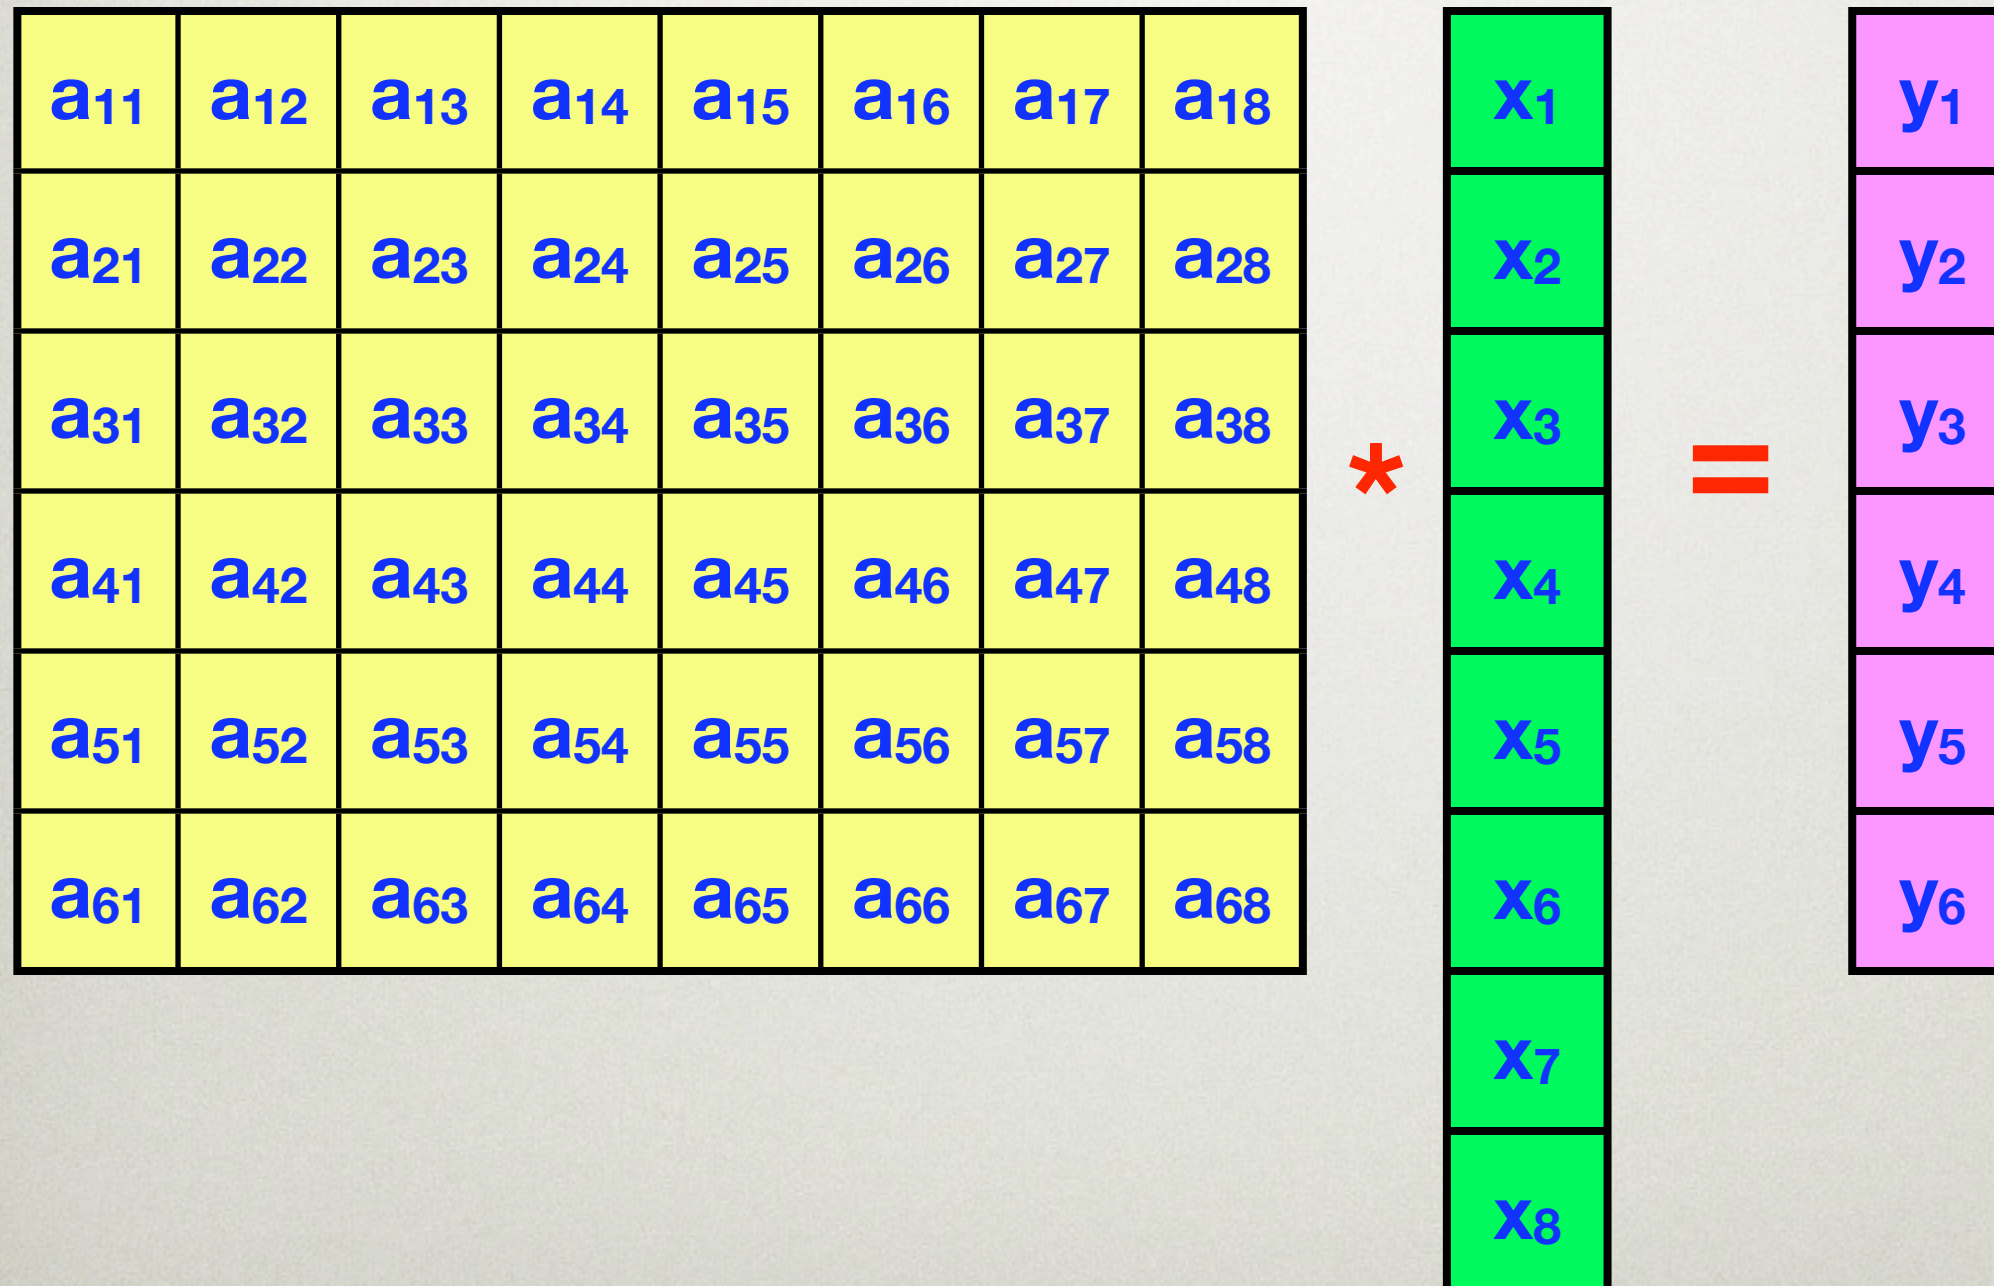 a11 a12 a13 a14 a15 a16 a17 a18 x1 y1
a21 a22 a23 a24 a25 a26 a27 a28 x2 y2
a31 a32 a33 a34 a35 a36 a37 a38 x3 y3
* =
a41 a42 a43 a44 a45 a46 a47 a48 x4 y4
a51 a52 a53 a54 a55 a56 a57 a58 x5 y5
a61 a62 a63 a64 a65 a66 a67 a68 x6 y6
x7
x8